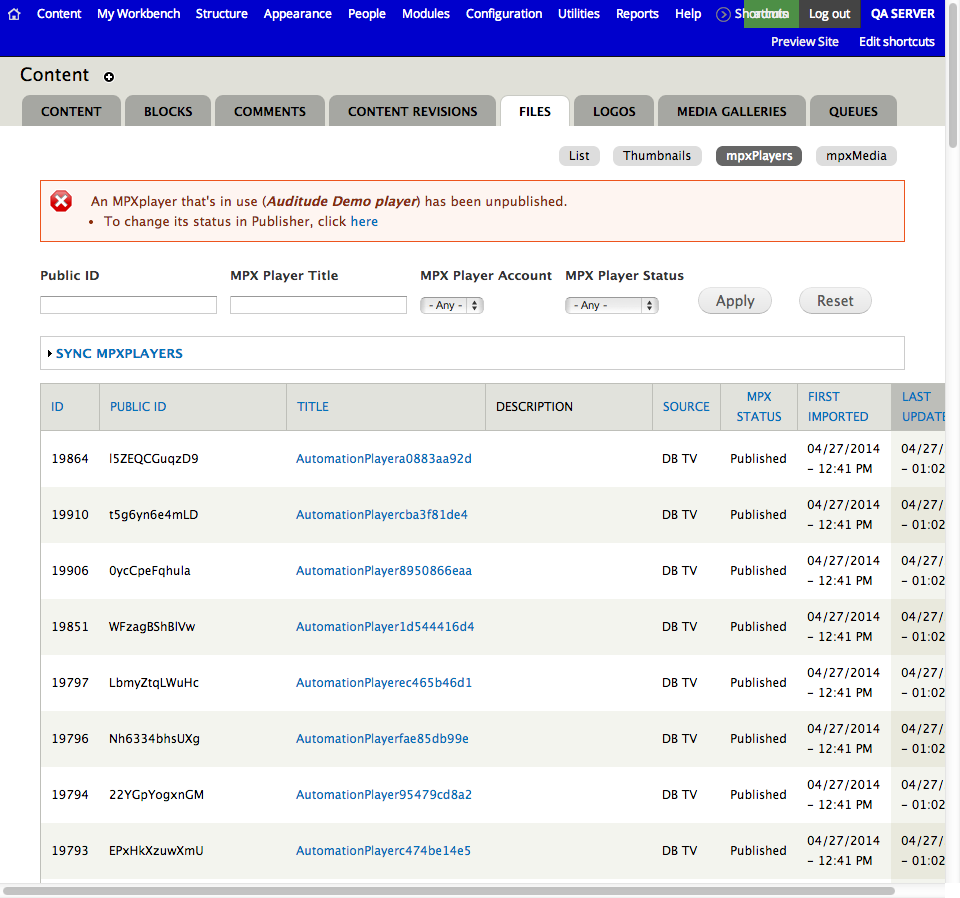 Content My Workbench Structure Appearance People Modules Configuration Utilities Reports Help Shortcuts Log out QA SERVER
Preview Site Edit shortcuts
Content
CONTENT BLOCKS COMMENTS CONTENT REVISIONS FILES LOGOS MEDIA GALLERIES QUEUES
List Thumbnails mpxPlayers mpxMedia
An MPXplayer that's in use (Auditude Demo player) has been unpublished.
• To change its status in Publisher, click here
Public ID MPX Player Title MPX Player Account MPX Player Status
- Any - - Any - Apply Reset
SYNC MPXPLAYERS
ID PUBLIC ID TITLE DESCRIPTION SOURCE MPX STATUS FIRST IMPORTED LAST UPDATE
19864 I5ZEQCGuqzD9 AutomationPlayera0883aa92d DB TV Published 04/27/2014 04/27/
– 12:41 PM – 01:02
19910 t5g6yn6e4mLD AutomationPlayercba3f81de4 DB TV Published 04/27/2014 04/27/
– 12:41 PM – 01:02
19906 0ycCpeFqhula AutomationPlayer8950866eaa DB TV Published 04/27/2014 04/27/
– 12:41 PM – 01:02
19851 WFzagBShBlVw AutomationPlayer1d544416d4 DB TV Published 04/27/2014 04/27/
– 12:41 PM – 01:02
19797 LbmyZtqLWuHc AutomationPlayerec465b46d1 DB TV Published 04/27/2014 04/27/
– 12:41 PM – 01:02
19796 Nh6334bhsUXg AutomationPlayerfae85db99e DB TV Published 04/27/2014 04/27/
– 12:41 PM – 01:02
19794 22YGpYogxnGM AutomationPlayer95479cd8a2 DB TV Published 04/27/2014 04/27/
– 12:41 PM – 01:02
19793 EPxHkXzuwXmU AutomationPlayerc474be14e5 DB TV Published 04/27/2014 04/27/
– 12:41 PM – 01:02